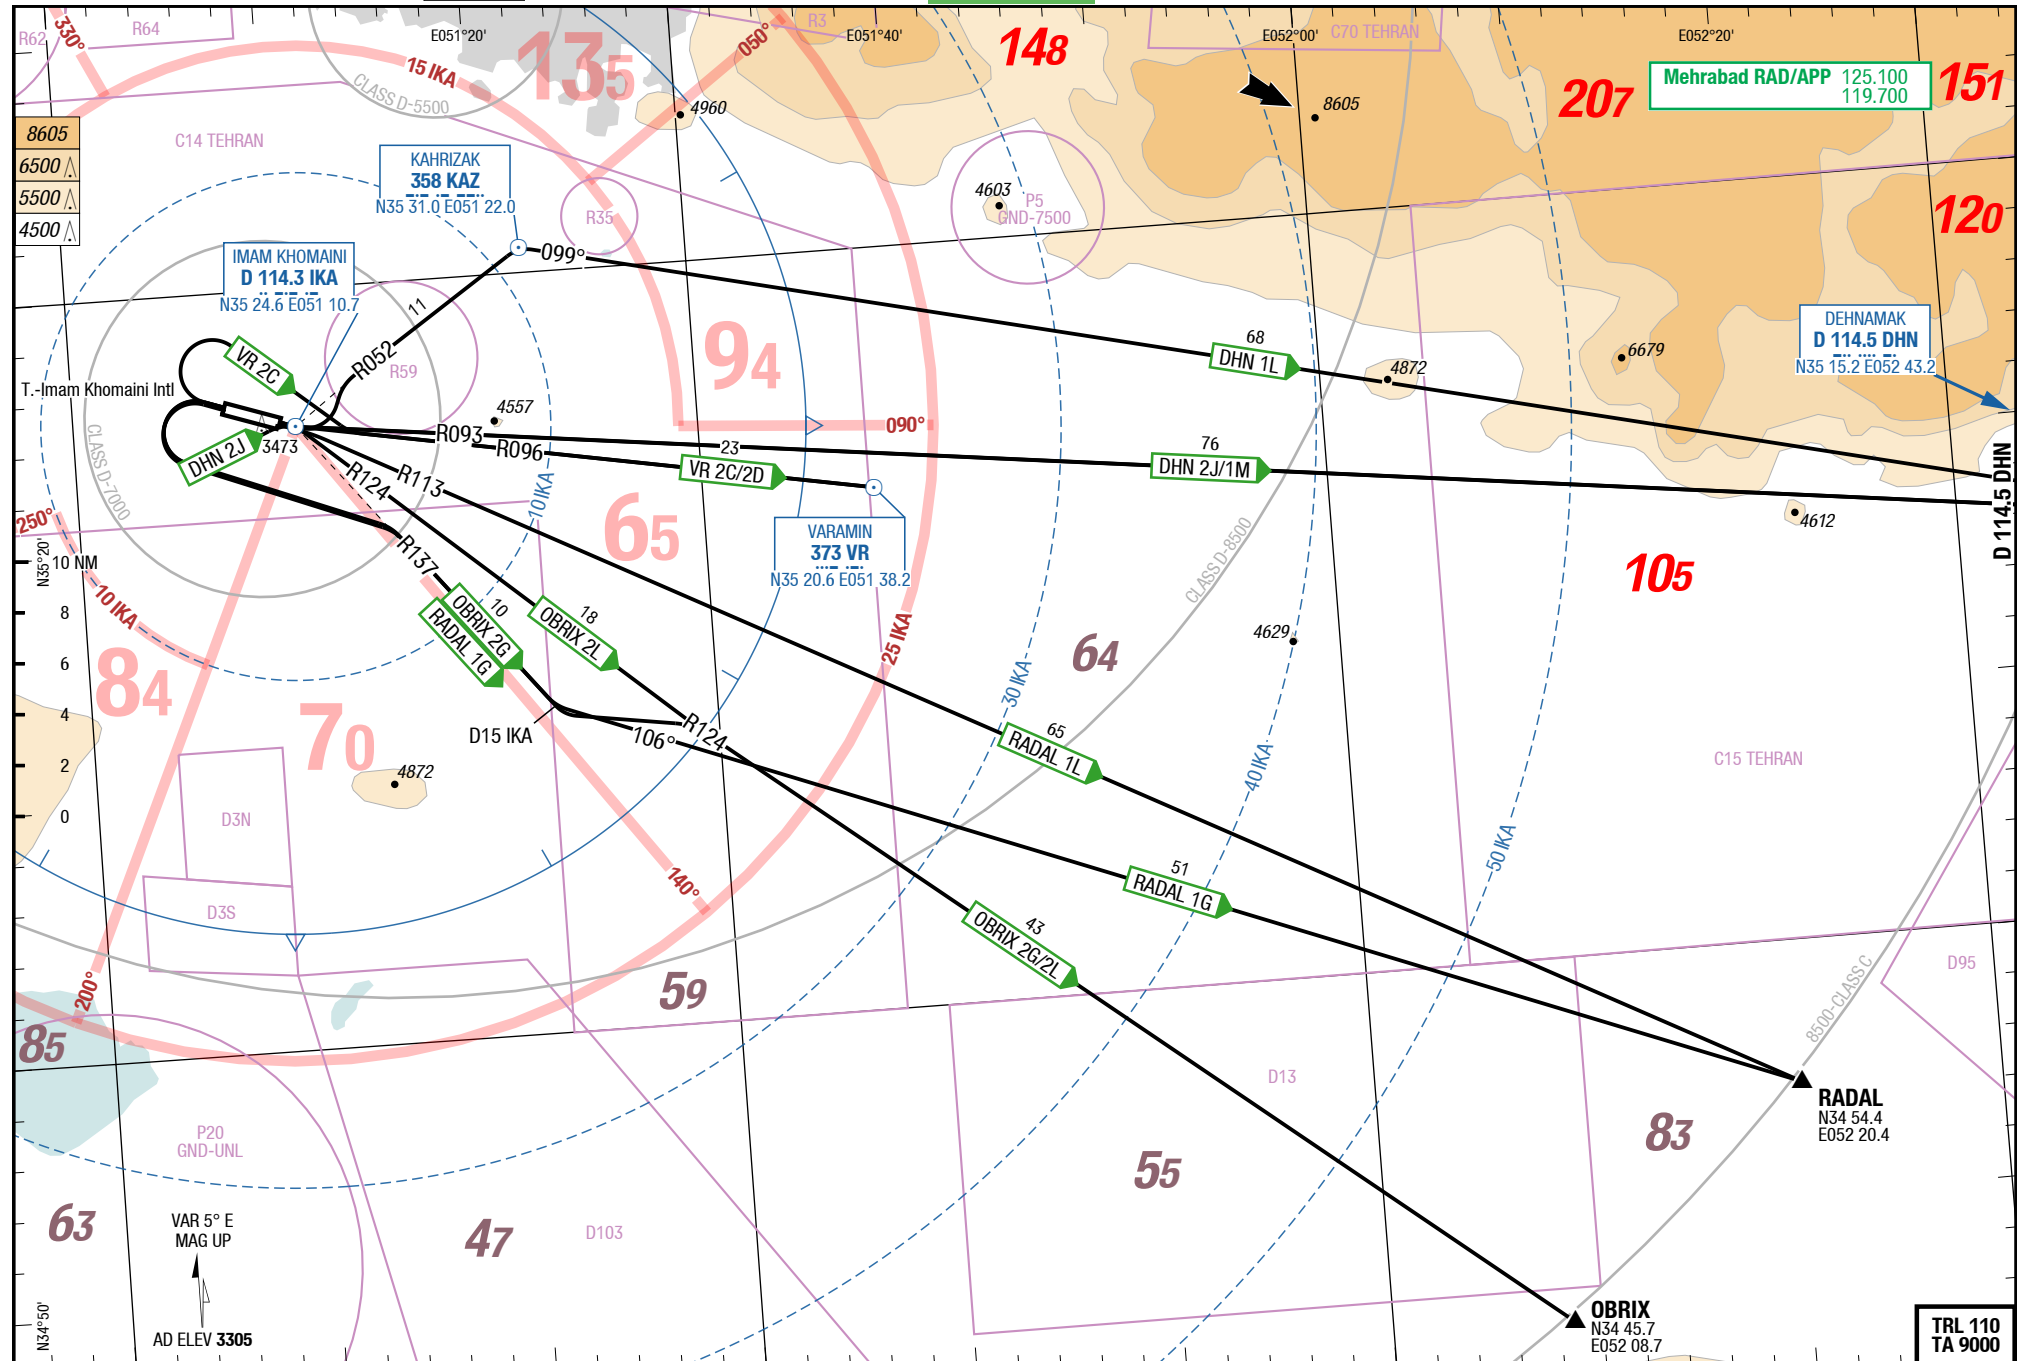 R62
330°
R64
E051°20'
135
050°
R3
E051°40'
148
E052°00'
C70 TEHRAN
E052°20'
15 IKA
CLASS D-5500
Mehrabad RAD/APP 125.100
119.700
151
207
4960
8605
8605
6500
5500
4500
C14 TEHRAN
KAHRIZAK
358 KAZ
N35 31.0 E051 22.0
R35
4603
P5
GND-7500
120
IMAM KHOMAINI
D 114.3 IKA
N35 24.6 E051 10.7
099°
11
R052
R59
94
68
DHN 1L
4872
6679
DEHNAMAK
D 114.5 DHN
N35 15.2 E052 43.2
VR 2C
T.-Imam Khomaini Intl
4557
090°
3473
DHN 2J
CLASS D-7000
R093
R096
23
VR 2C/2D
76
DHN 2J/1M
R124
R113
10 IKA
65
VARAMIN
373 VR
N35 20.6 E051 38.2
4612
D 114.5 DHN
250°
N35°20'
10 NM
8
6
4
2
0
R137
10 IKA
OBRIX 2G
10
RADAL 1G
OBRIX 2L
18
CLASS D-8500
105
4629
64
25 IKA
84
70
30 IKA
D15 IKA
106°
R124
65
RADAL 1L
40 IKA
C15 TEHRAN
4872
D3N
50 IKA
51
RADAL 1G
140°
D3S
43
OBRIX 2G/2L
59
200°
85
D95
8500-CLASS C
D13
RADAL
N34 54.4
E052 20.4
83
55
P20
GND-UNL
63
VAR 5° E
MAG UP
47
D103
N34°50'
AD ELEV 3305
OBRIX
N34 45.7
E052 08.7
TRL 110
TA 9000